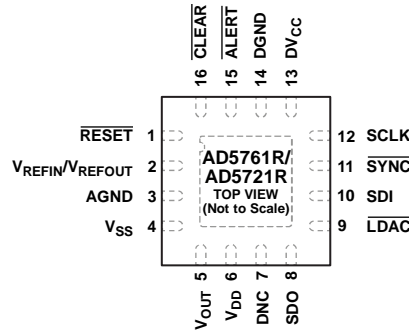 CLEAR
ALERT
DGND
DVCC
16 15 14 13
RESET 1
VREFIN/VREFOUT 2
AGND 3
VSS 4
AD5761R/
AD5721R
TOP VIEW
(Not to Scale)
12 SCLK
11 SYNC
10 SDI
9 LDAC
5 6 7 8
VOUT
VDD
DNC
SDO